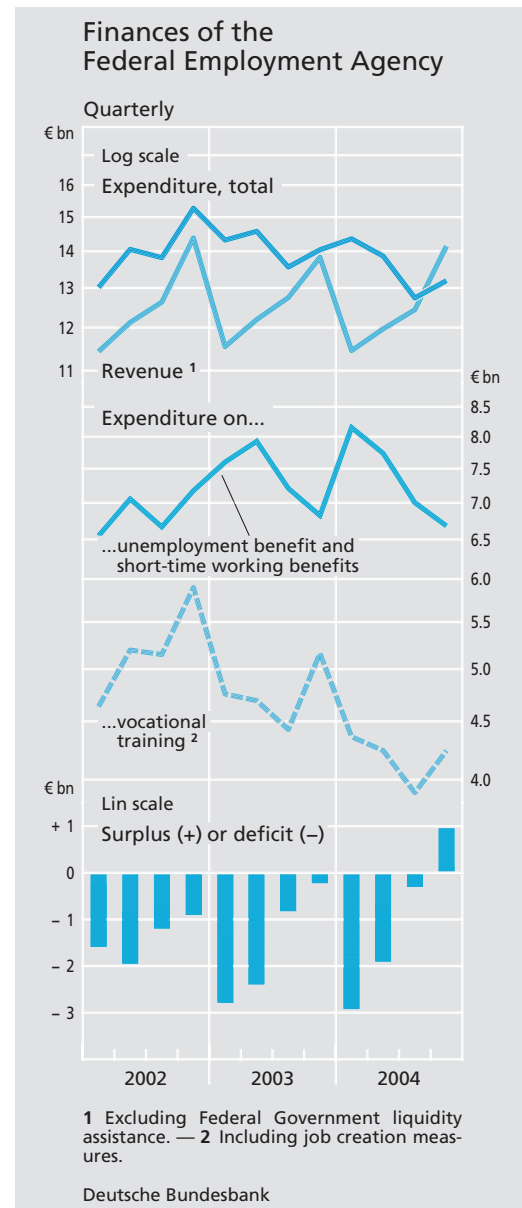 Finances of the
Federal Employment Agency
Quarterly
€ bn
Log scale
16
Expenditure, total
15
14
13
12
11
Revenue 1
€ bn
8.5
Expenditure on...
8.0
7.5
7.0
6.5
...unemployment benefit and
short-time working benefits
6.0
5.5
5.0
...vocational
training 2
4.5
4.0
€ bn
Lin scale
+ 1
Surplus (+) or deficit (–)
0
– 1
– 2
– 3
2002 2003 2004
1 Excluding Federal Government liquidity
assistance. — 2 Including job creation meas-
ures.
Deutsche Bundesbank